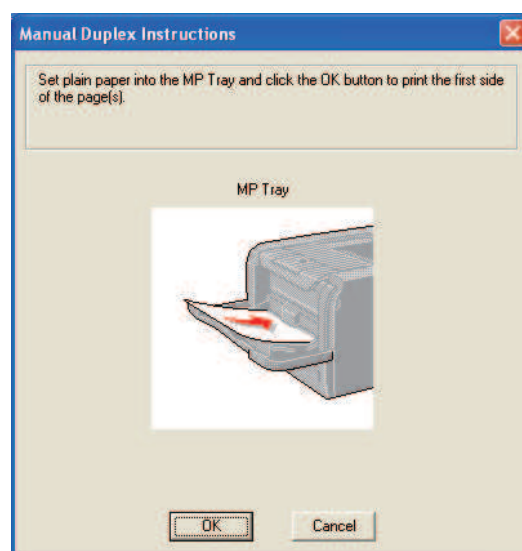 Manual Duplex Instructions
Set plain paper into the MP Tray and click the OK button to print the first side
of the page(s).
MP Tray
OK
Cancel